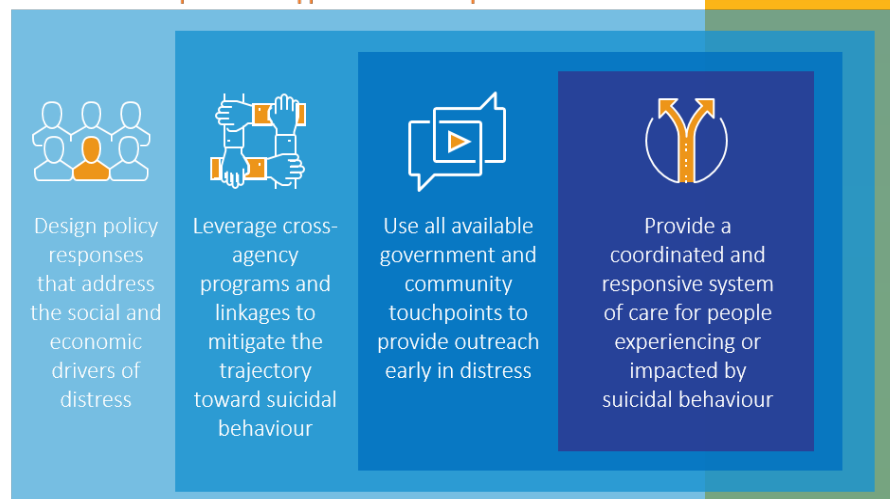 Design policy
responses
that address
the social and
economic
drivers of
distress
Leverage cross-
agency
programs and
linkages to
mitigate the
trajectory
toward suicidal
behaviour
Use all available
government and
community
touchpoints to
provide outreach
early in distress
Provide a
coordinated and
responsive system
of care for people
experiencing or
impacted by
suicidal behaviour